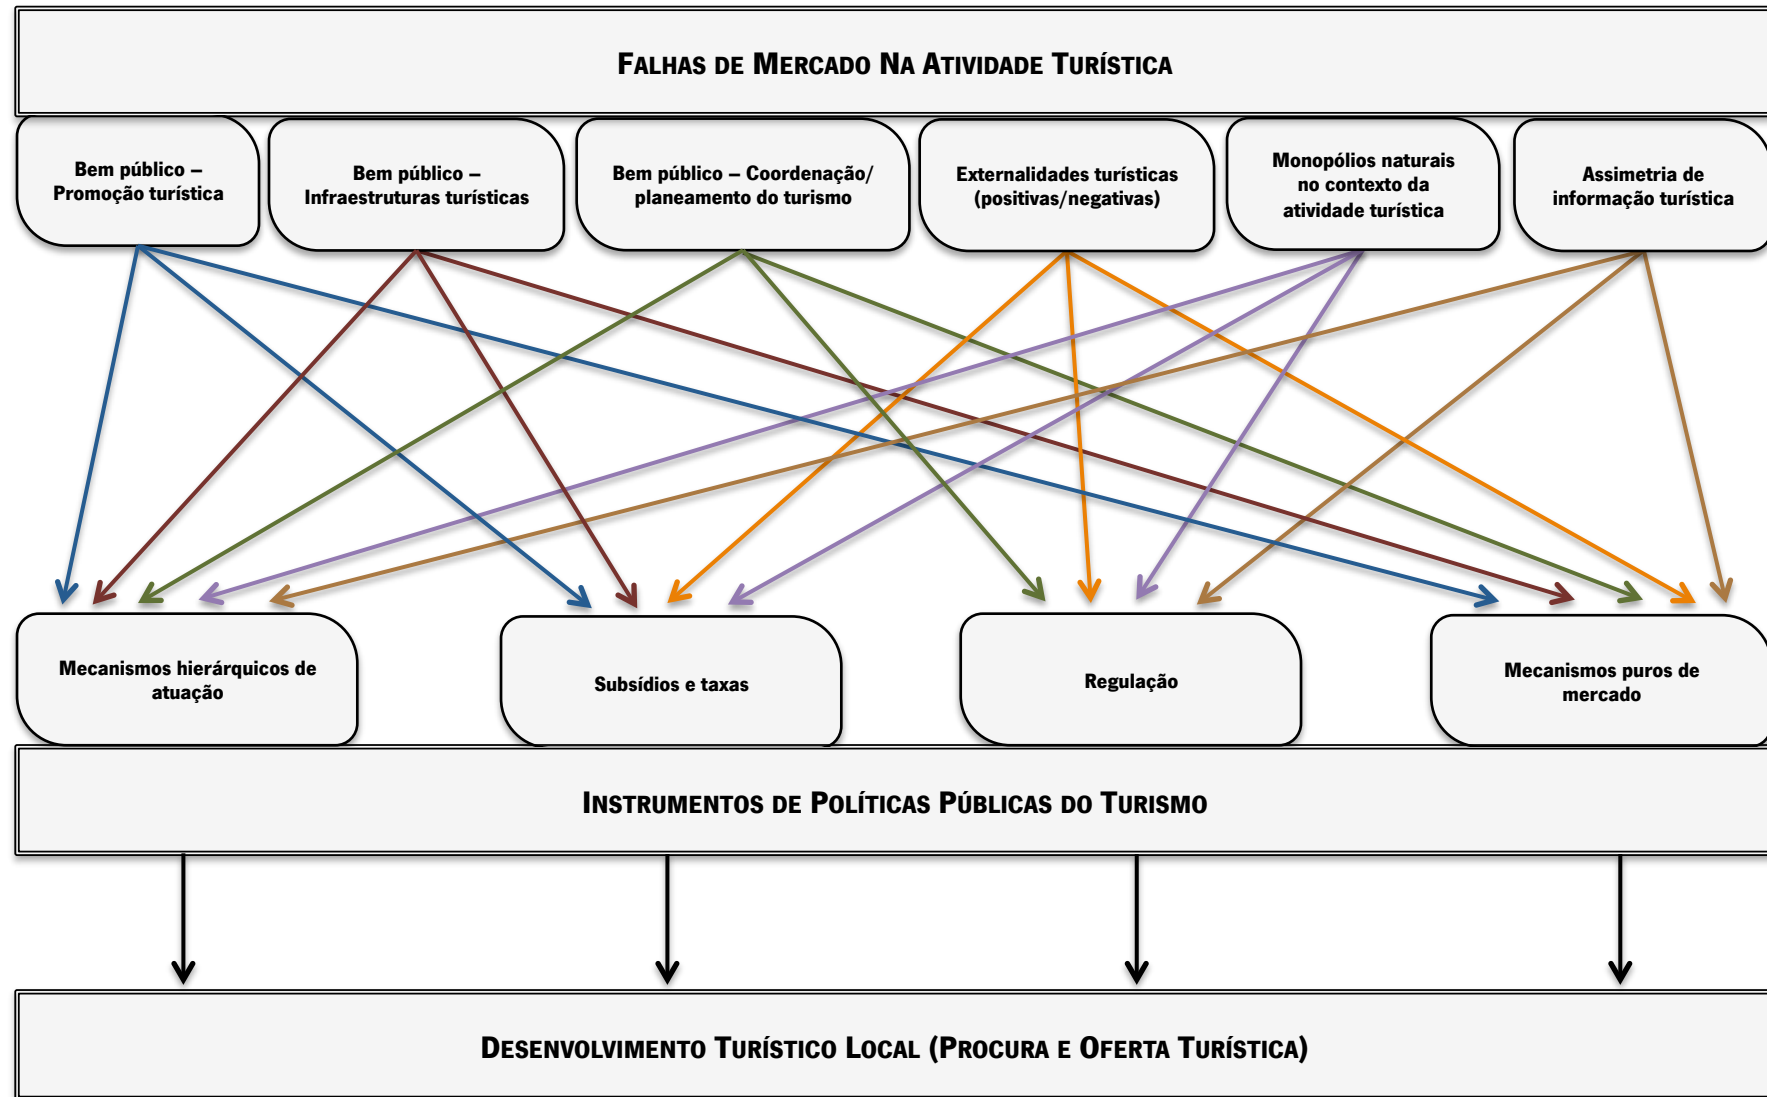 FALHAS DE MERCADO NA ATIVIDADE TURÍSTICA
Bem público –
Promoção turística
Bem público –
Infraestruturas turísticas
Bem público – Coordenação/
planeamento do turismo
Externalidades turísticas
(positivas/negativas)
Monopólios naturais
no contexto da
atividade turística
Assimetria de
informação turística
Mecanismos hierárquicos de
atuação
Subsídios e taxas
Regulação
Mecanismos puros de
mercado
INSTRUMENTOS DE POLÍTICAS PÚBLICAS DO TURISMO
DESENVOLVIMENTO TURÍSTICO LOCAL (PROCURA E OFERTA TURÍSTICA)